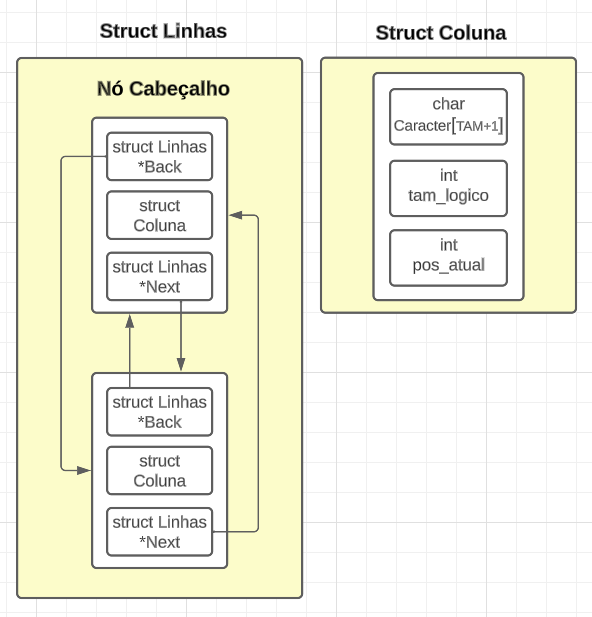 Struct Linhas
Nó Cabeçalho
struct Linhas
*Back
struct
Coluna
struct Linhas
*Next
struct Linhas
*Back
struct
Coluna
struct Linhas
*Next
Struct Coluna
char
Caracter[TAM+1]
int
tam_logico
int
pos_atual